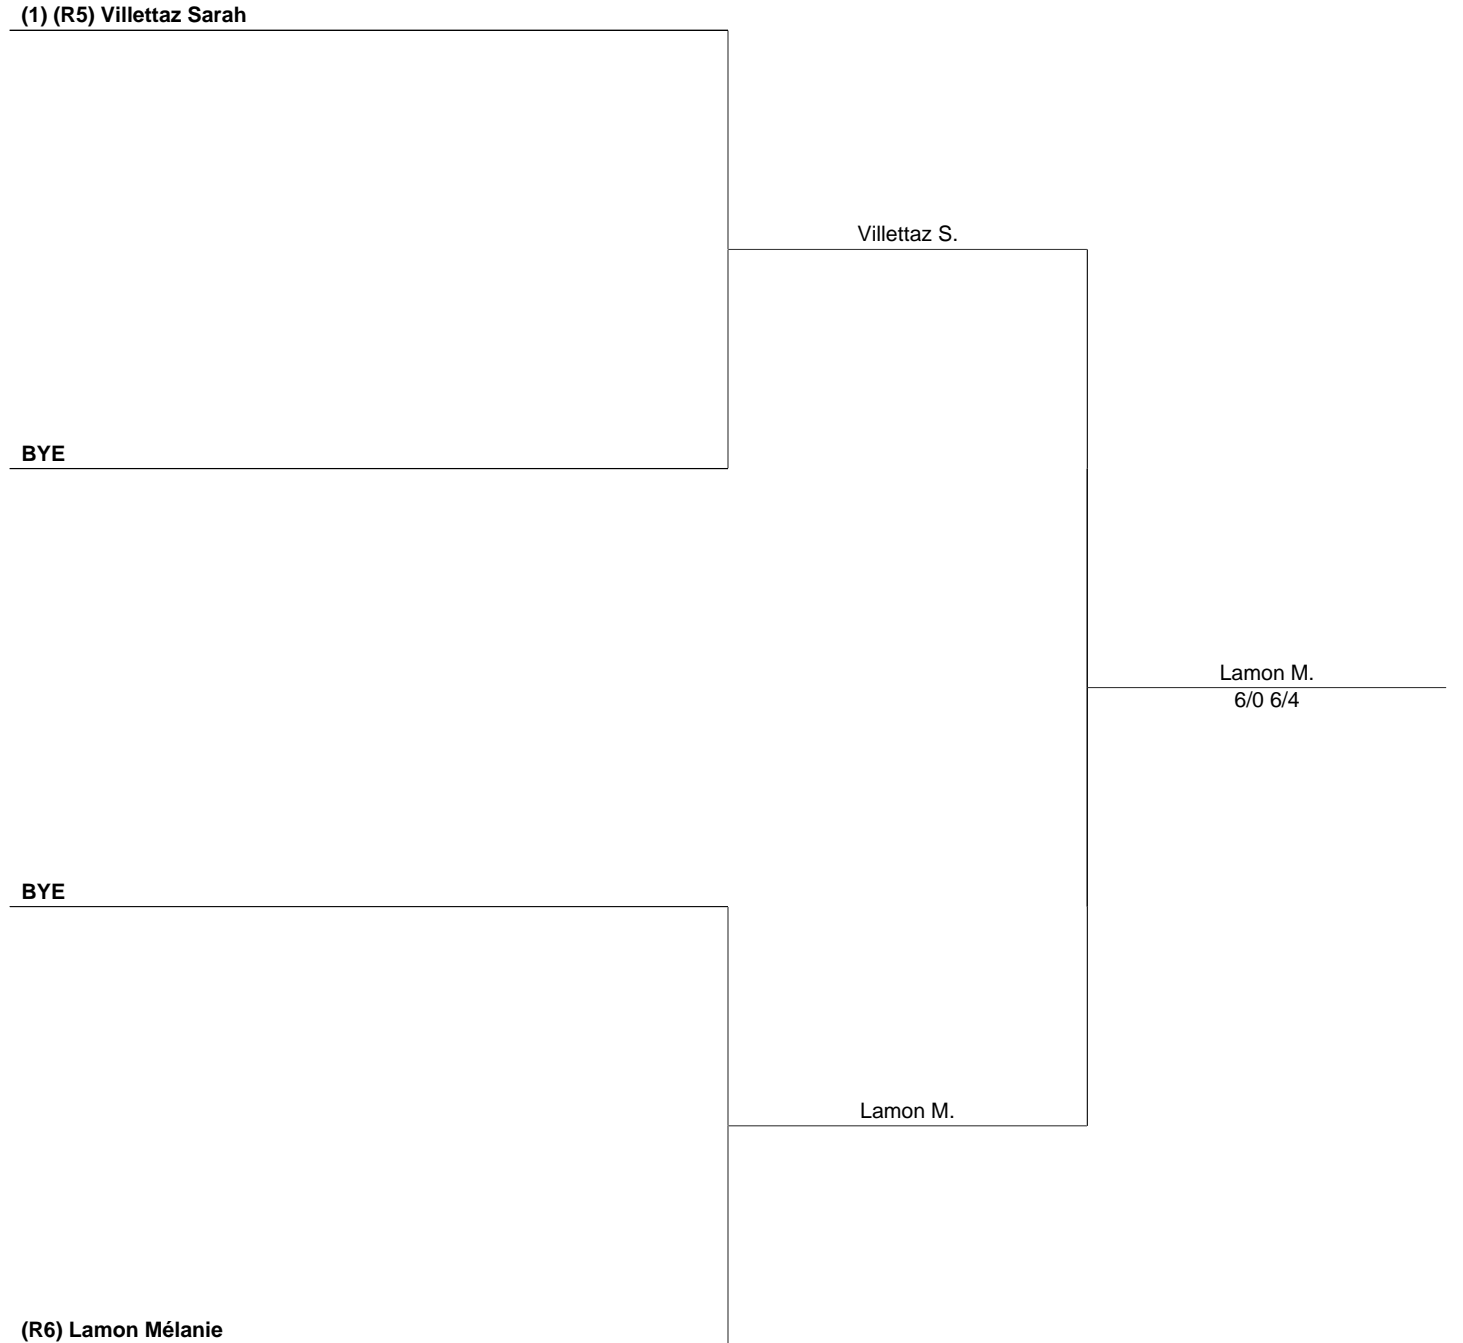 (1) (R5) Villettaz Sarah
Villettaz S.
BYE
Lamon M.
6/0 6/4
BYE
Lamon M.
(R6) Lamon Mélanie